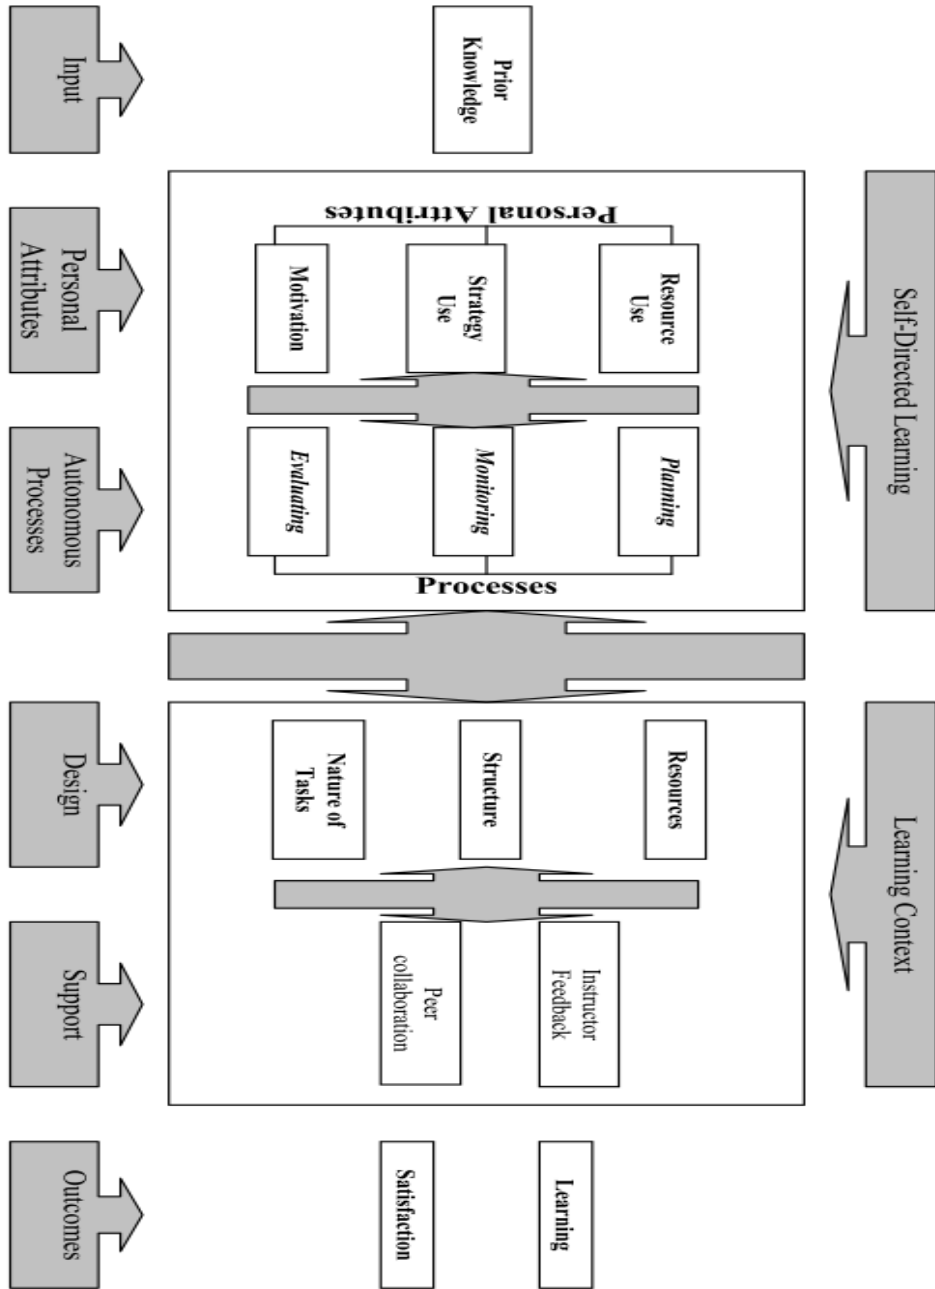 Self-Directed Learning
Learning Context
Prior
Knowledge
Personal Attributes
Resource
Use
Strategy
Use
Motivation
Planning
Monitoring
Evaluating
Processes
Resources
Structure
Nature of
Tasks
Instructor
Feedback
Peer
collaboration
Learning
Satisfaction
Input
Personal
Attributes
Autonomous
Processes
Design
Support
Outcomes